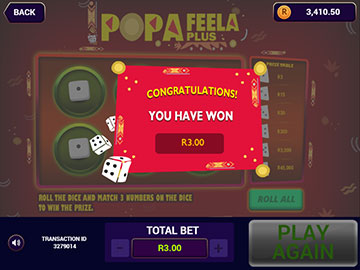 BACK
POPA FEELA
PLUS
R
3,410.50
PRIZE TABLE
CONGRATULATIONS!
YOU HAVE WON
R3.00
ROLL THE DICE AND MATCH 3 NUMBERS ON THE DICE
TO WIN THE PRIZE.
ROLL ALL
TRANSACTION ID
3279014
TOTAL BET
-
R3.00
+
PLAY
AGAIN